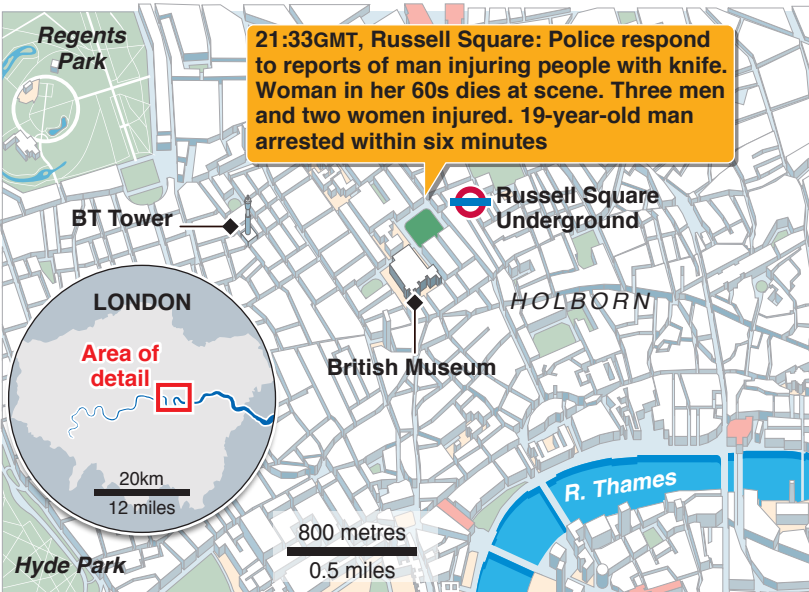 Regents
Park
21:33GMT, Russell Square: Police respond
to reports of man injuring people with knife.
Woman in her 60s dies at scene. Three men
and two women injured. 19-year-old man
arrested within six minutes
BT Tower
Russell Square
Underground
LONDON
HOLBORN
Area of
detail
British Museum
20km
12 miles
R. Thames
800 metres
0.5 miles
Hyde Park